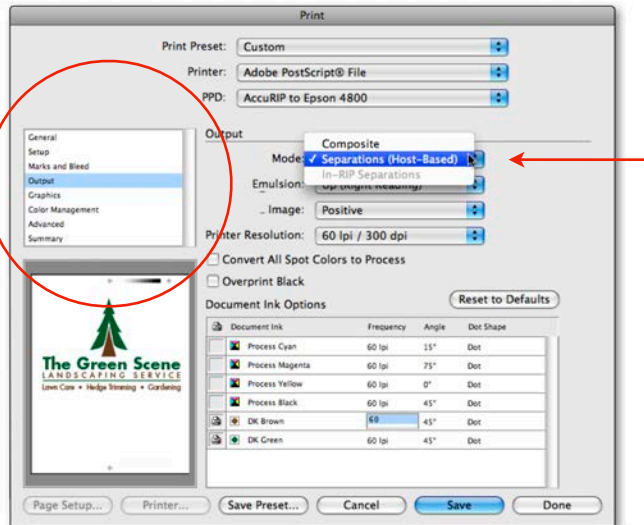 Print
Print Preset: Custom
Printer: Adobe PostScript® File
PPD: AccuRIP to Epson 4800
General
Setup
Marks and Bleed
Output
Graphics
Color Management
Advanced
Summary
Output
Composite
Mode: ✓ Separations (Host-Based)
In-RIP Separations
Emulsion: Up (Right Reading)
Image: Positive
Printer Resolution: 60 lpi / 300 dpi
Convert All Spot Colors to Process
Overprint Black
Document Ink Options
Reset to Defaults
Document Ink Frequency Angle Dot Shape
Process Cyan 60 lpi 15° Dot
Process Magenta 60 lpi 75° Dot
Process Yellow 60 lpi 0° Dot
Process Black 60 lpi 45° Dot
DK Brown 60 45° Dot
DK Green 60 lpi 45° Dot
The Green Scene
LANDSCAPING SERVICE
Lawn Care • Hedge Trimming • Gardening
Page Setup... Printer... Save Preset... Cancel Save Done